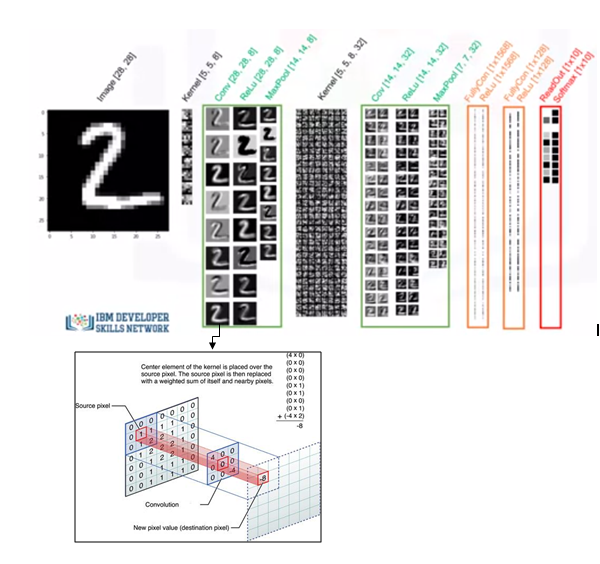 Image [28, 28]
Kernel [5, 5, 8]
Conv [28, 28, 8]
ReLu [28, 28, 8]
MaxPool [14, 14, 8]
Kernel [5, 5, 8, 32]
Cov [14, 14, 32]
ReLu [14, 14, 32]
MaxPool [7, 7, 32]
FullyCon [1x1568]
ReLu [1x1568]
FullyCon [1x128]
ReLu [1x128]
ReadOut [1x10]
Softmax [1x10]
0
5
10
15
20
25
0 5 10 15 20 25
IBM DEVELOPER
SKILLS NETWORK
Center element of the kernel is placed over the
source pixel. The source pixel is then replaced
with a weighted sum of itself and nearby pixels.
(4 x 0)
(0 x 0)
(0 x 0)
(0 x 0)
(0 x 1)
(0 x 1)
(0 x 0)
(0 x 1)
+ (-4 x 2)
-8
Source pixel
-8
Convolution
New pixel value (destination pixel)